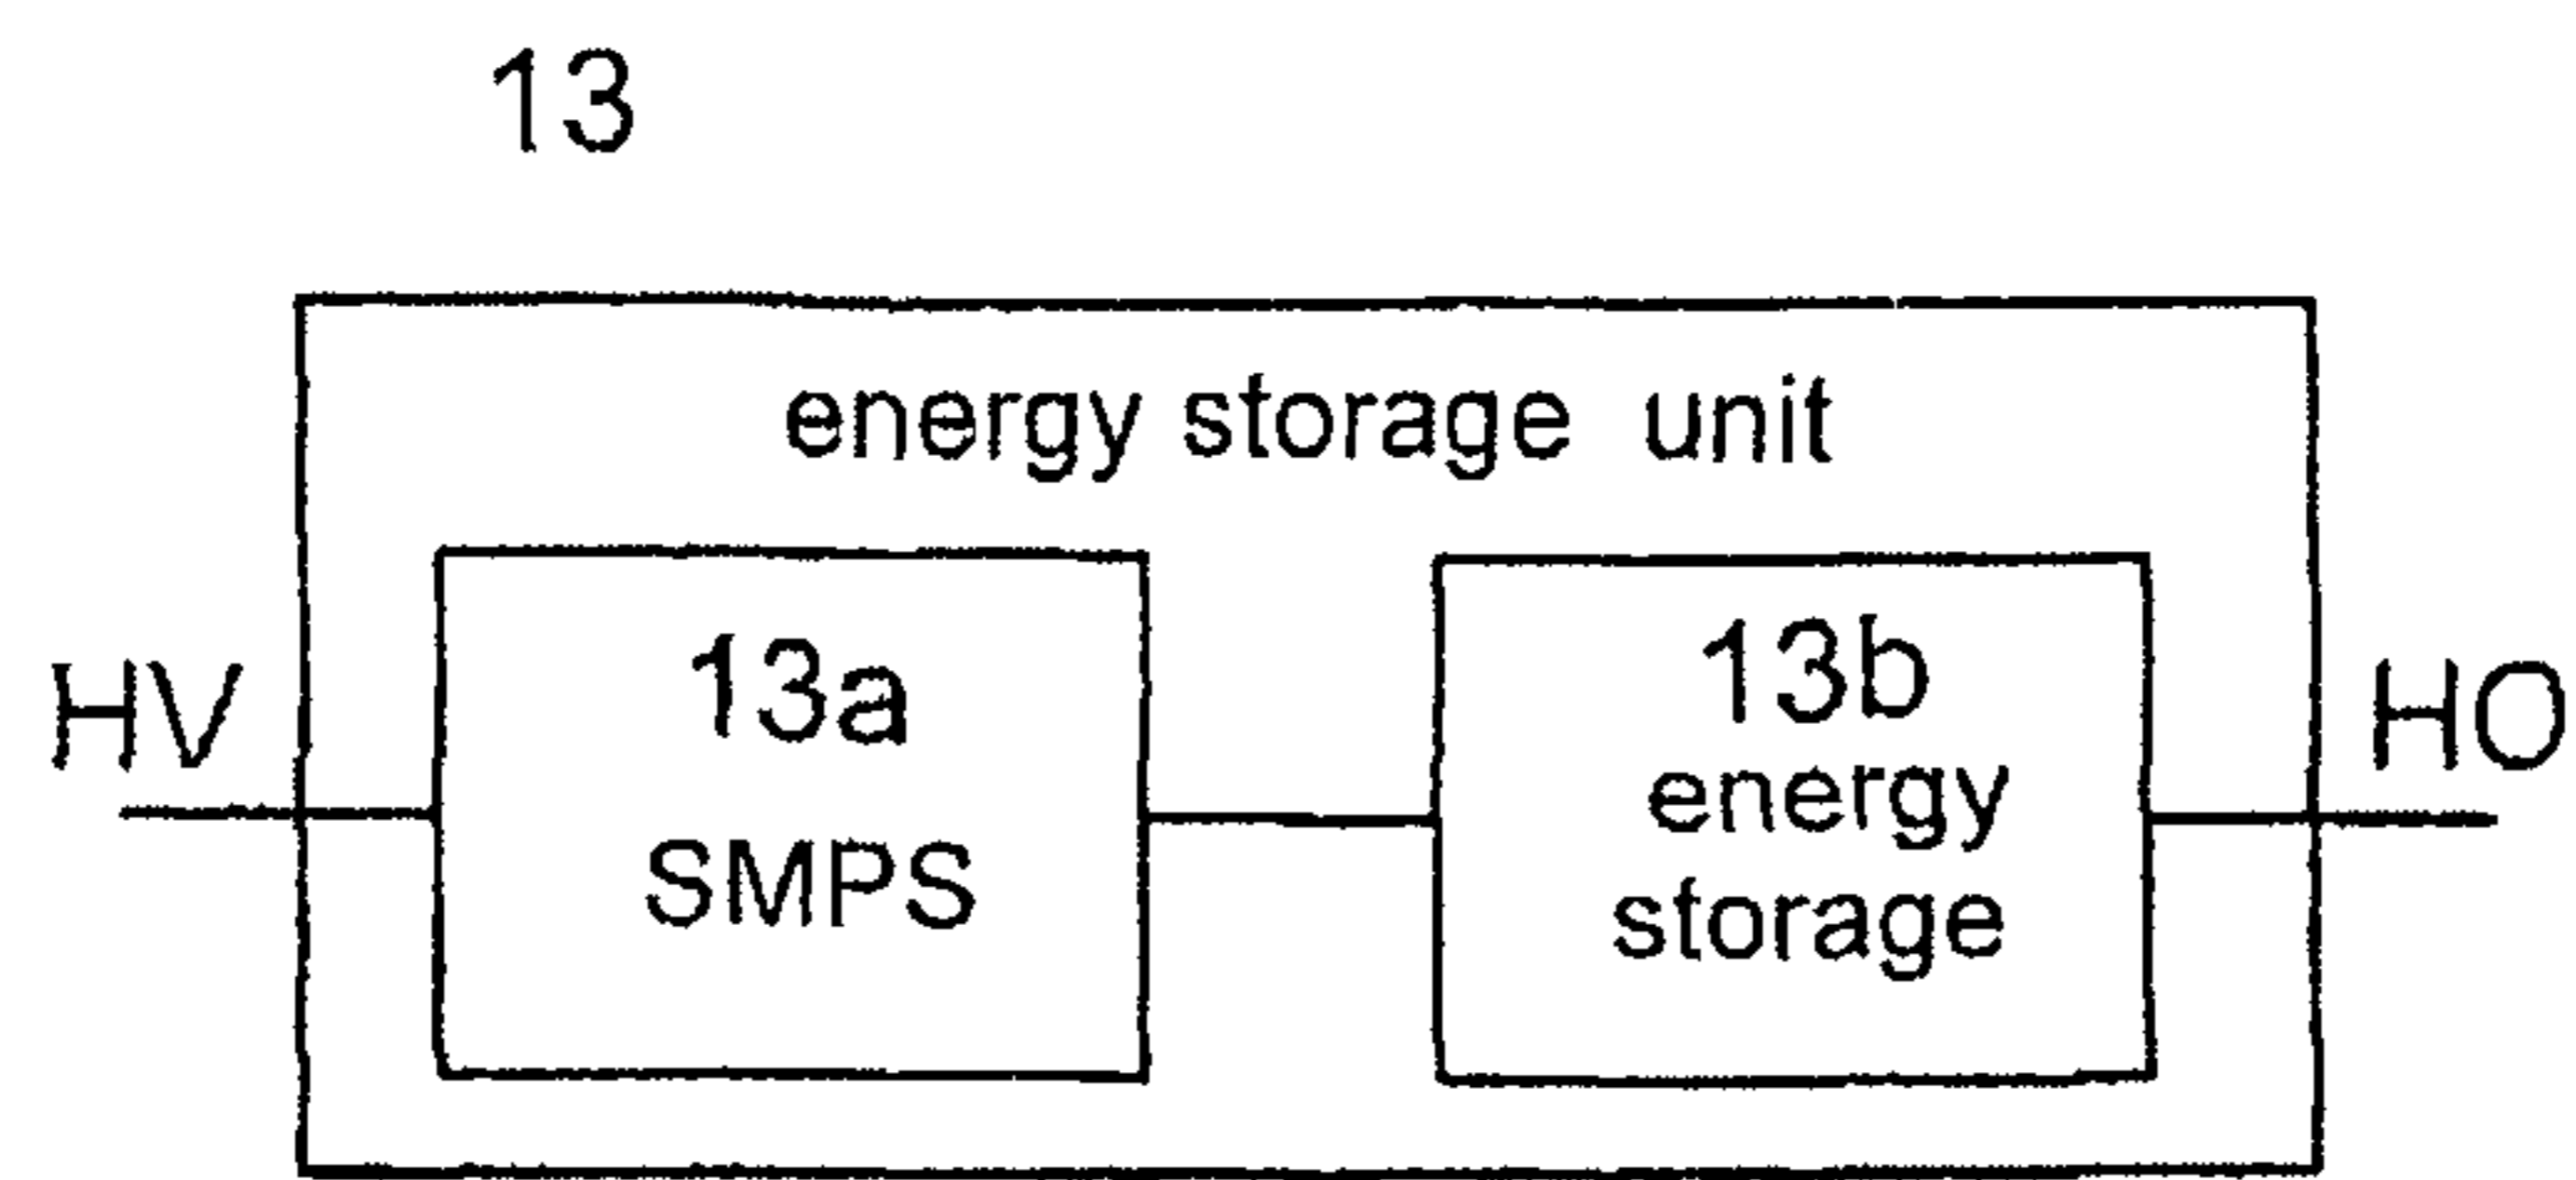 13
energy storage unit
HV
13a
SMPS
13b
energy
storage
HO